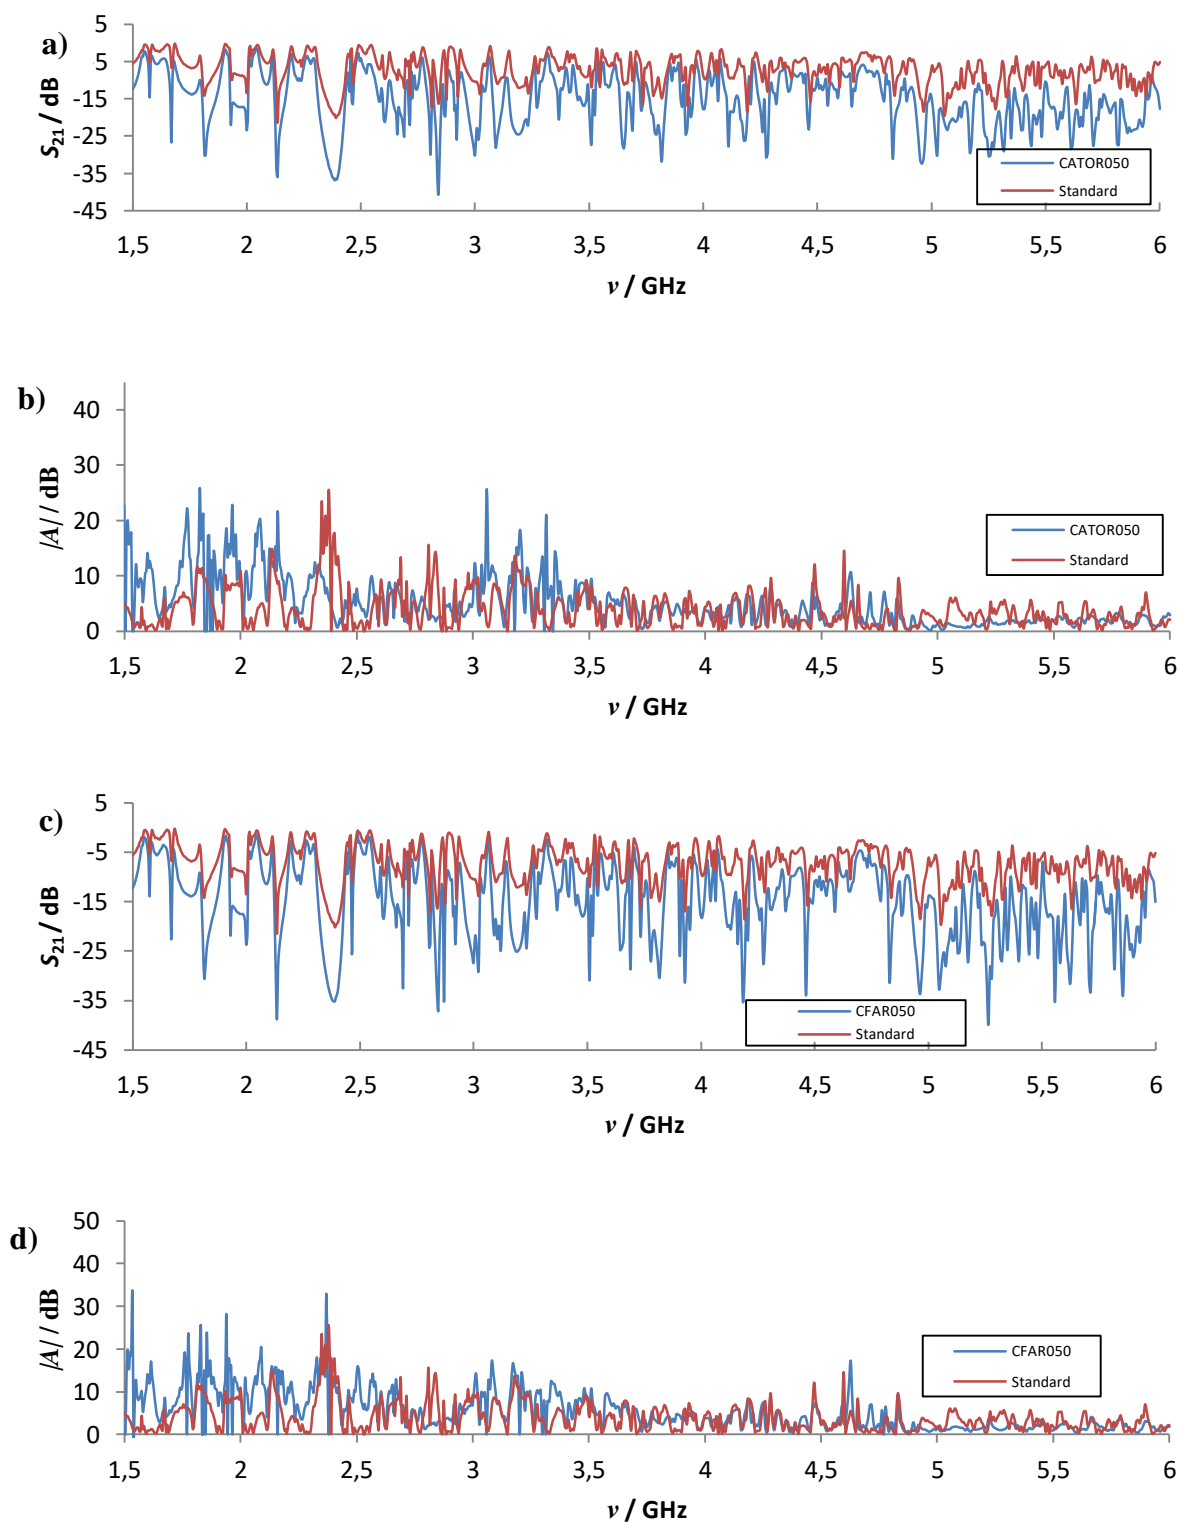 a)
S21 / dB
5
5
-15
-25
-35
-45
CATOR050
Standard
1,5 2 2,5 3 3,5 4 4,5 5 5,5 6
ν / GHz
b)
|A| / dB
40
30
20
10
0
CATOR050
Standard
1,5 2 2,5 3 3,5 4 4,5 5 5,5 6
ν / GHz
c)
S21 / dB
5
-5
-15
-25
-35
-45
CFAR050
Standard
1,5 2 2,5 3 3,5 4 4,5 5 5,5 6
ν / GHz
d)
|A| / dB
50
40
30
20
10
0
CFAR050
Standard
1,5 2 2,5 3 3,5 4 4,5 5 5,5 6
ν / GHz